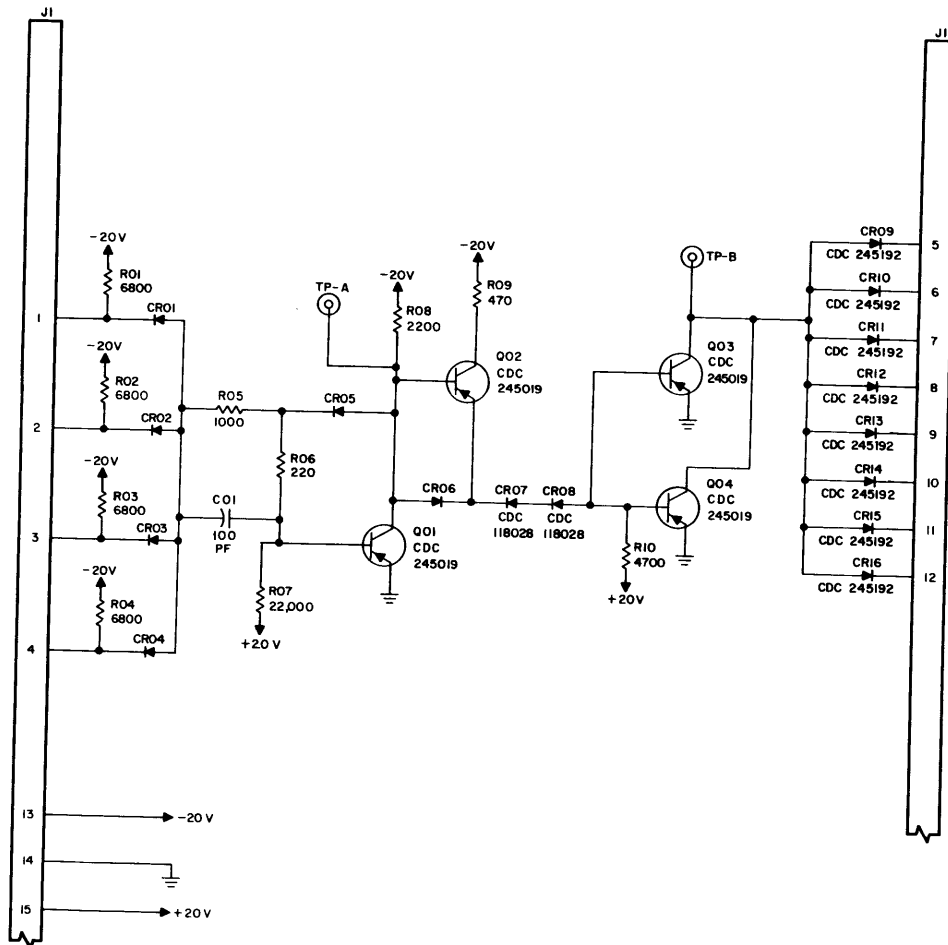 J1
J1
-20V
R01
6800
1
CR01
-20V
R02
6800
2
CR02
-20V
R03
6800
3
CR03
-20V
R04
6800
4
CR04
R05
1000
R06
220
C01
100
PF
R07
22,000
+20V
TP-A
-20V
R08
2200
CR05
Q01
CDC
245019
-20V
R09
470
Q02
CDC
245019
CR06
CR07
CDC
118028
CR08
CDC
118028
TP-B
Q03
CDC
245019
Q04
CDC
245019
R10
4700
+20V
CR09
CDC 245192
5
CR10
CDC 245192
6
CR11
CDC 245192
7
CR12
CDC 245192
8
CR13
CDC 245192
9
CR14
CDC 245192
10
CR15
CDC 245192
11
CR16
CDC 245192
12
13
-20V
14
15
+20V